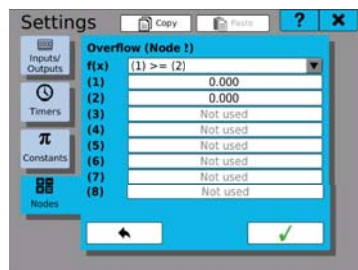 Settings
Copy
Paste
?
X
Inputs/
Outputs
Timers
π
Constants
Nodes
Overflow (Node 2)
f(x) (1) >= (2)
(1) 0.000
(2) 0.000
(3) Not used
(4) Not used
(5) Not used
(6) Not used
(7) Not used
(8) Not used